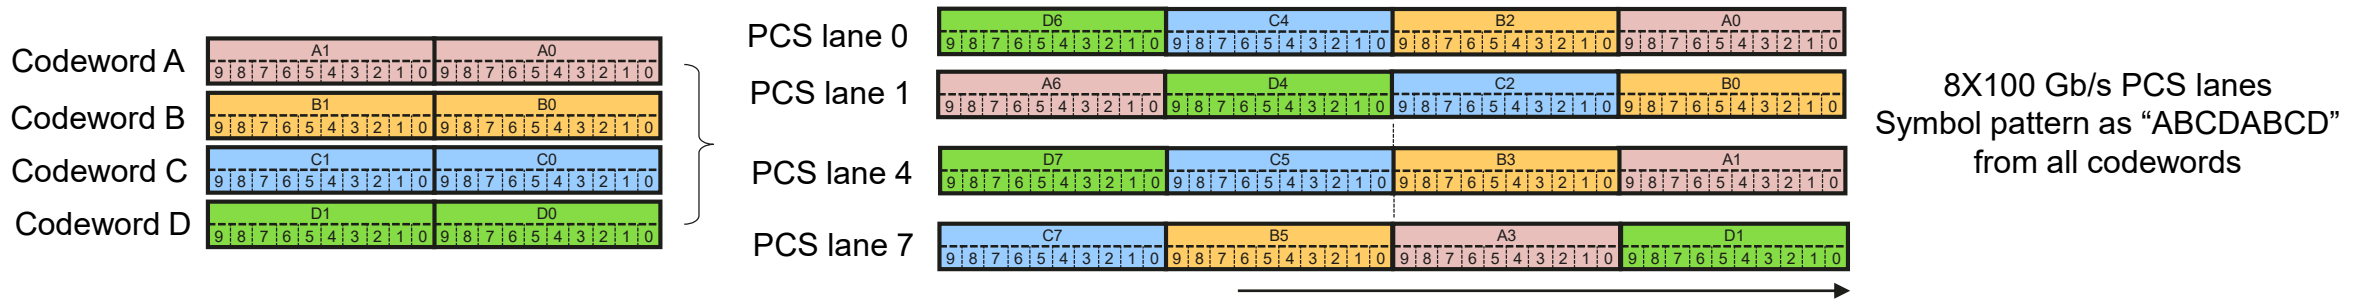 Codeword A
A1 A0
9 8 7 6 5 4 3 2 1 0 9 8 7 6 5 4 3 2 1 0
Codeword B
B1 B0
9 8 7 6 5 4 3 2 1 0 9 8 7 6 5 4 3 2 1 0
Codeword C
C1 C0
9 8 7 6 5 4 3 2 1 0 9 8 7 6 5 4 3 2 1 0
Codeword D
D1 D0
9 8 7 6 5 4 3 2 1 0 9 8 7 6 5 4 3 2 1 0
PCS lane 0
D6 C4 B2 A0
9 8 7 6 5 4 3 2 1 0 9 8 7 6 5 4 3 2 1 0 9 8 7 6 5 4 3 2 1 0 9 8 7 6 5 4 3 2 1 0
PCS lane 1
A6 D4 C2 B0
9 8 7 6 5 4 3 2 1 0 9 8 7 6 5 4 3 2 1 0 9 8 7 6 5 4 3 2 1 0 9 8 7 6 5 4 3 2 1 0
PCS lane 4
D7 C5 B3 A1
9 8 7 6 5 4 3 2 1 0 9 8 7 6 5 4 3 2 1 0 9 8 7 6 5 4 3 2 1 0 9 8 7 6 5 4 3 2 1 0
PCS lane 7
C7 B5 A3 D1
9 8 7 6 5 4 3 2 1 0 9 8 7 6 5 4 3 2 1 0 9 8 7 6 5 4 3 2 1 0 9 8 7 6 5 4 3 2 1 0
8X100 Gb/s PCS lanes
Symbol pattern as “ABCDABCD”
from all codewords